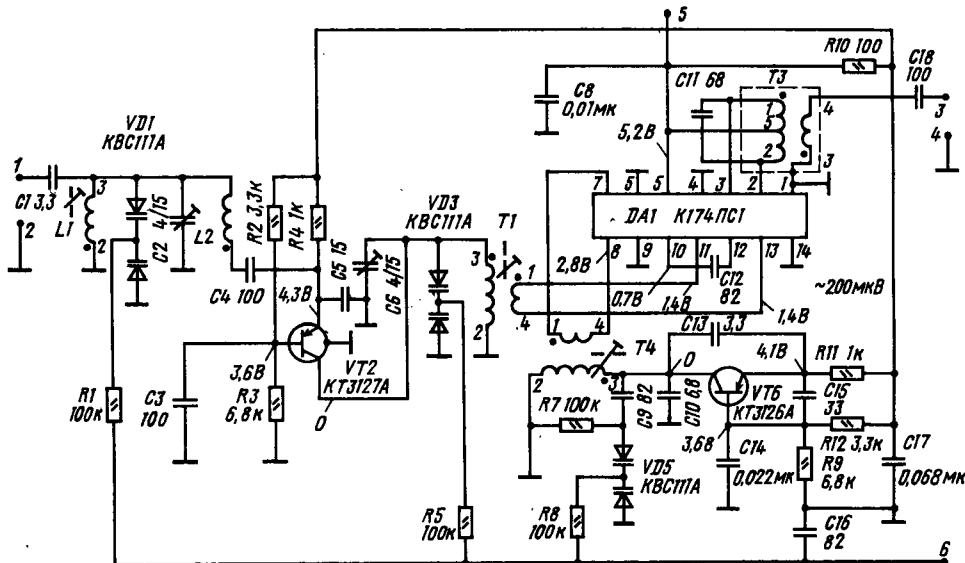 5
R10 100
C18
100
3
4
C8
0,01мк
C11 68
T3
1
5
2
4
3
5,2В
VD1
КВС111А
1
C1 3,3
2
3
L1
2
C2 4/15
L2
R2 3,3к
R4 1к
C4 100
4,3В
C5 15
C6 4/15
VD3
КВС111А
T1
3
2
1
4
7
5
5
4
3
2
1
DA1 К174ПС1
8
9
10
11
12
13
14
2,8В
0,7В
1,4В
C12
82
1,4В
~200мкВ
C13 3,3
1
4
T4
2
3
0
4,1В
R11 1к
R7 100к
C9 82
C10 6,8
VT6
КТ3126А
C15
33
R12 3,3к
3,6В
C14
0,022мк
R9
6,8к
C17
0,068мк
VD5
КВС111А
R1
100к
C3
100
3,6В
R3
6,8к
VT2
КТ3127А
0
R5
100к
R8
100к
C16
82
6